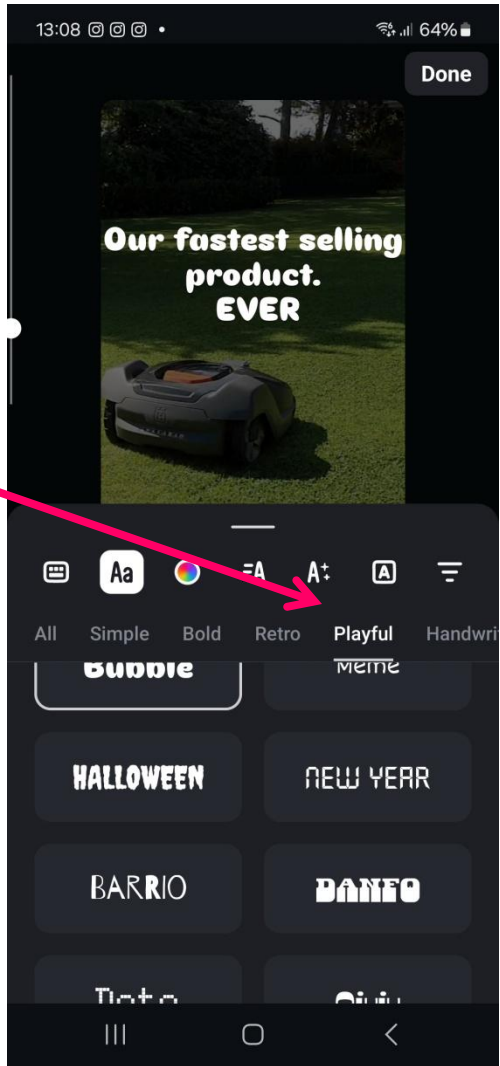 13:08
64%
Done
Our fastest selling
product.
EVER
Aa
A
A
A
All Simple Bold Retro Playful Handwri
Bubble Meme
HALLOWEEN NEW YEAR
BARRIO DANFO